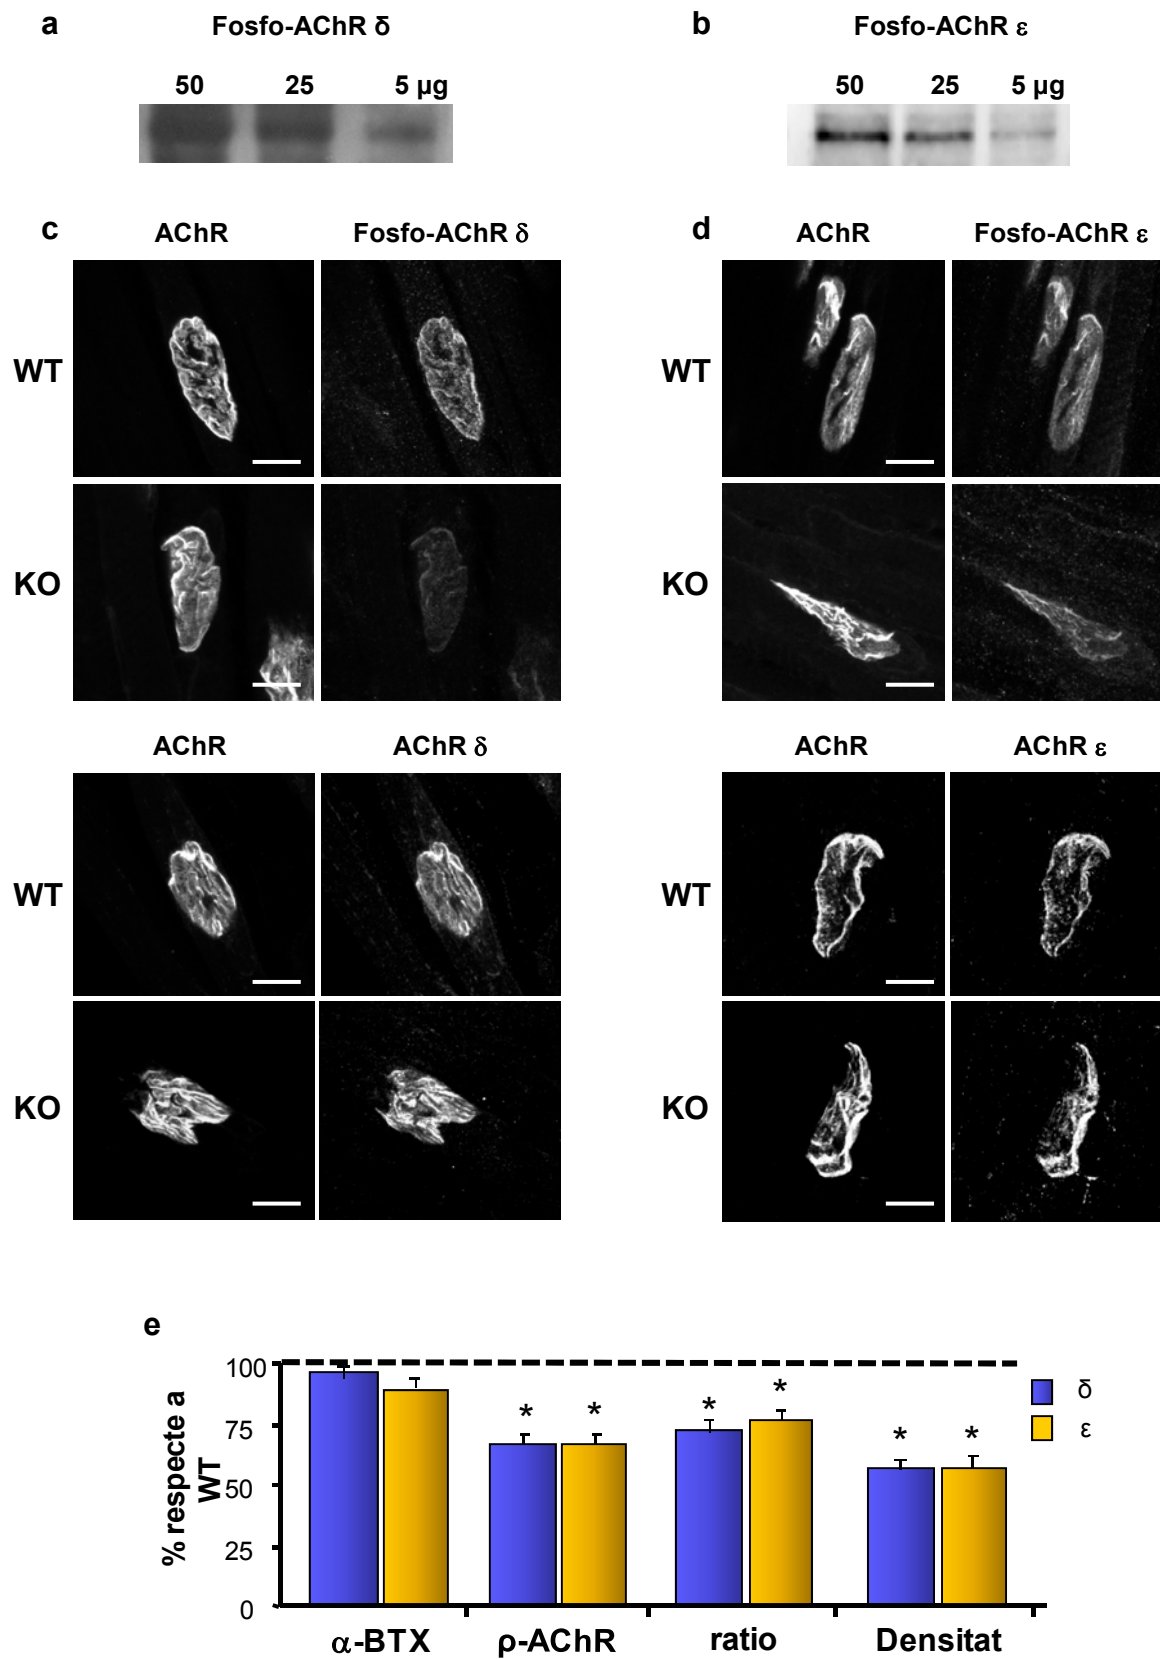 a
Fosfo-AChR δ
b
Fosfo-AChR ε
50 25 5 µg
50 25 5 µg
c
AChR
Fosfo-AChR δ
d
AChR
Fosfo-AChR ε
WT
WT
KO
KO
AChR
AChR δ
AChR
AChR ε
WT
WT
KO
KO
e
% respecte a
WT
100
75
50
25
0
* * * * * *
δ
ε
α-BTX
ρ-AChR
ratio
Densitat